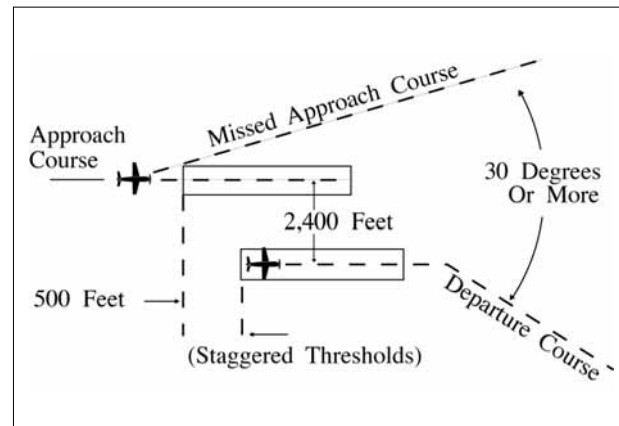 Missed Approach Course
Approach
Course
30 Degrees
Or More
2,400 Feet
500 Feet
Departure Course
(Staggered Thresholds)